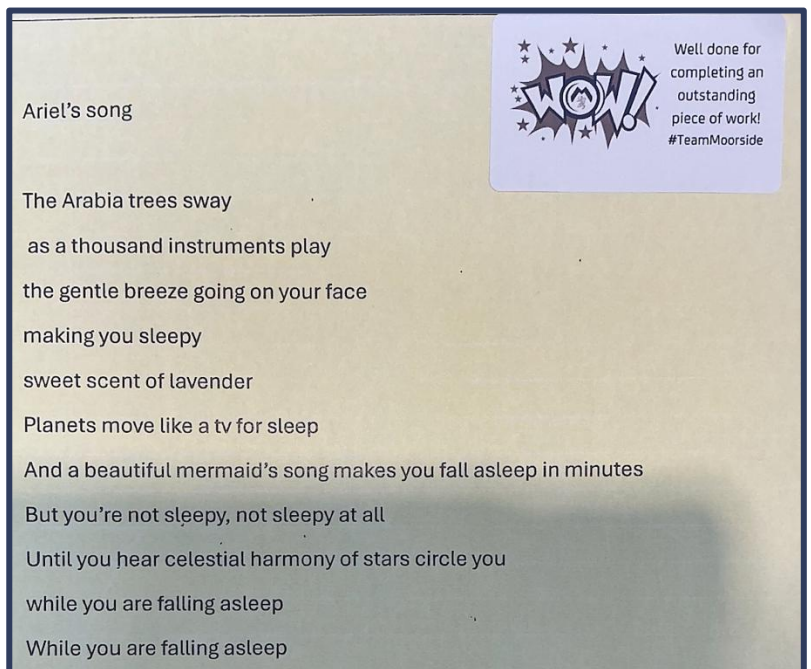 Ariel's song
WOW!
M
Well done for
completing an
outstanding
piece of work!
#TeamMoorside
The Arabia trees sway
as a thousand instruments play
the gentle breeze going on your face
making you sleepy
sweet scent of lavender
Planets move like a tv for sleep
And a beautiful mermaid's song makes you fall asleep in minutes
But you're not sleepy, not sleepy at all
Until you hear celestial harmony of stars circle you
while you are falling asleep
While you are falling asleep